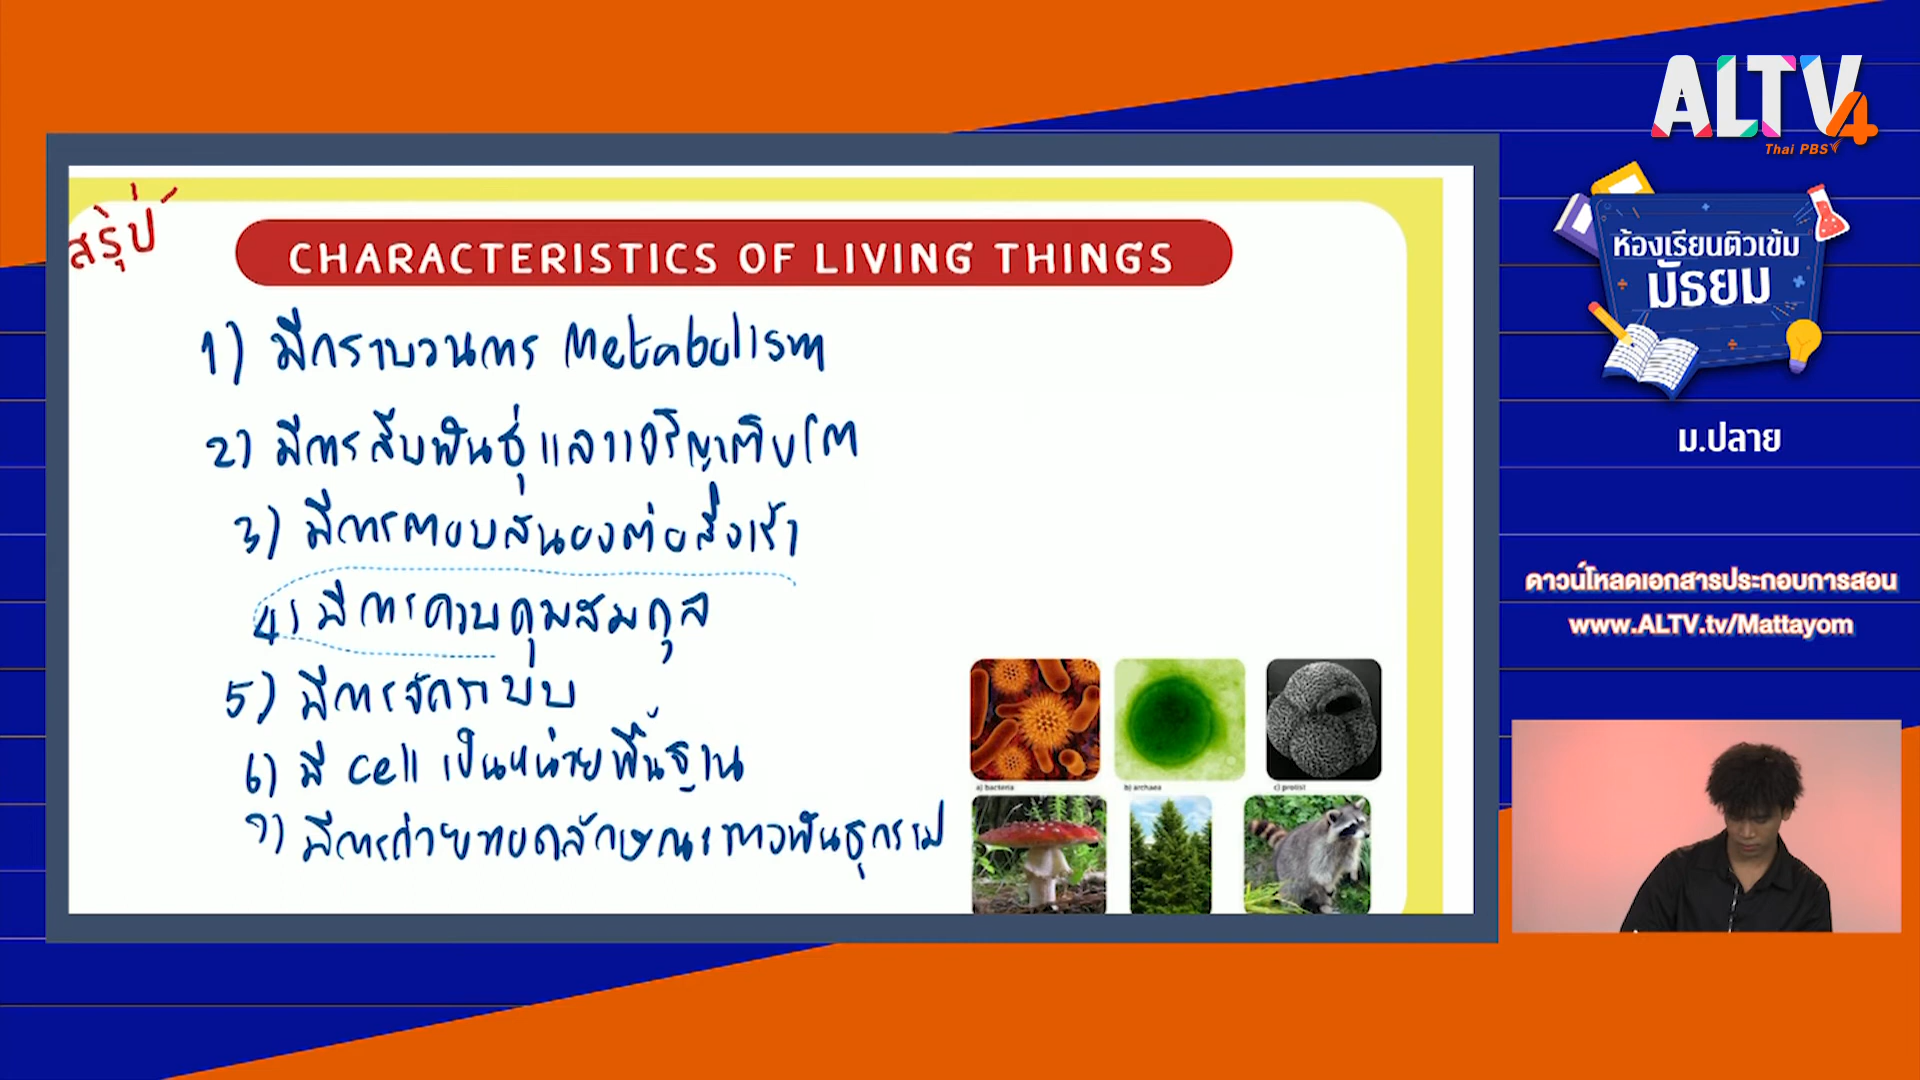 ALTV4
Thai PBS
ห้องเรียนติวเข้ม
มัธยม
ม.ปลาย
ดาวน์โหลดเอกสารประกอบการสอน
www.ALTV.tv/Mattayom
สรุป
CHARACTERISTICS OF LIVING THINGS
1) มีกระบวนการ Metabolism
2) มีการสืบพันธุ์และเจริญเติบโต
3) มีการตอบสนองต่อสิ่งเร้า
4) มีการควบคุมสมดุล
5) มีการจัดระบบ
6) มี cell เป็นหน่วยพื้นฐาน
7) มีการถ่ายทอดลักษณะทางพันธุกรรม
a) bacteria
b) archaea
c) protist